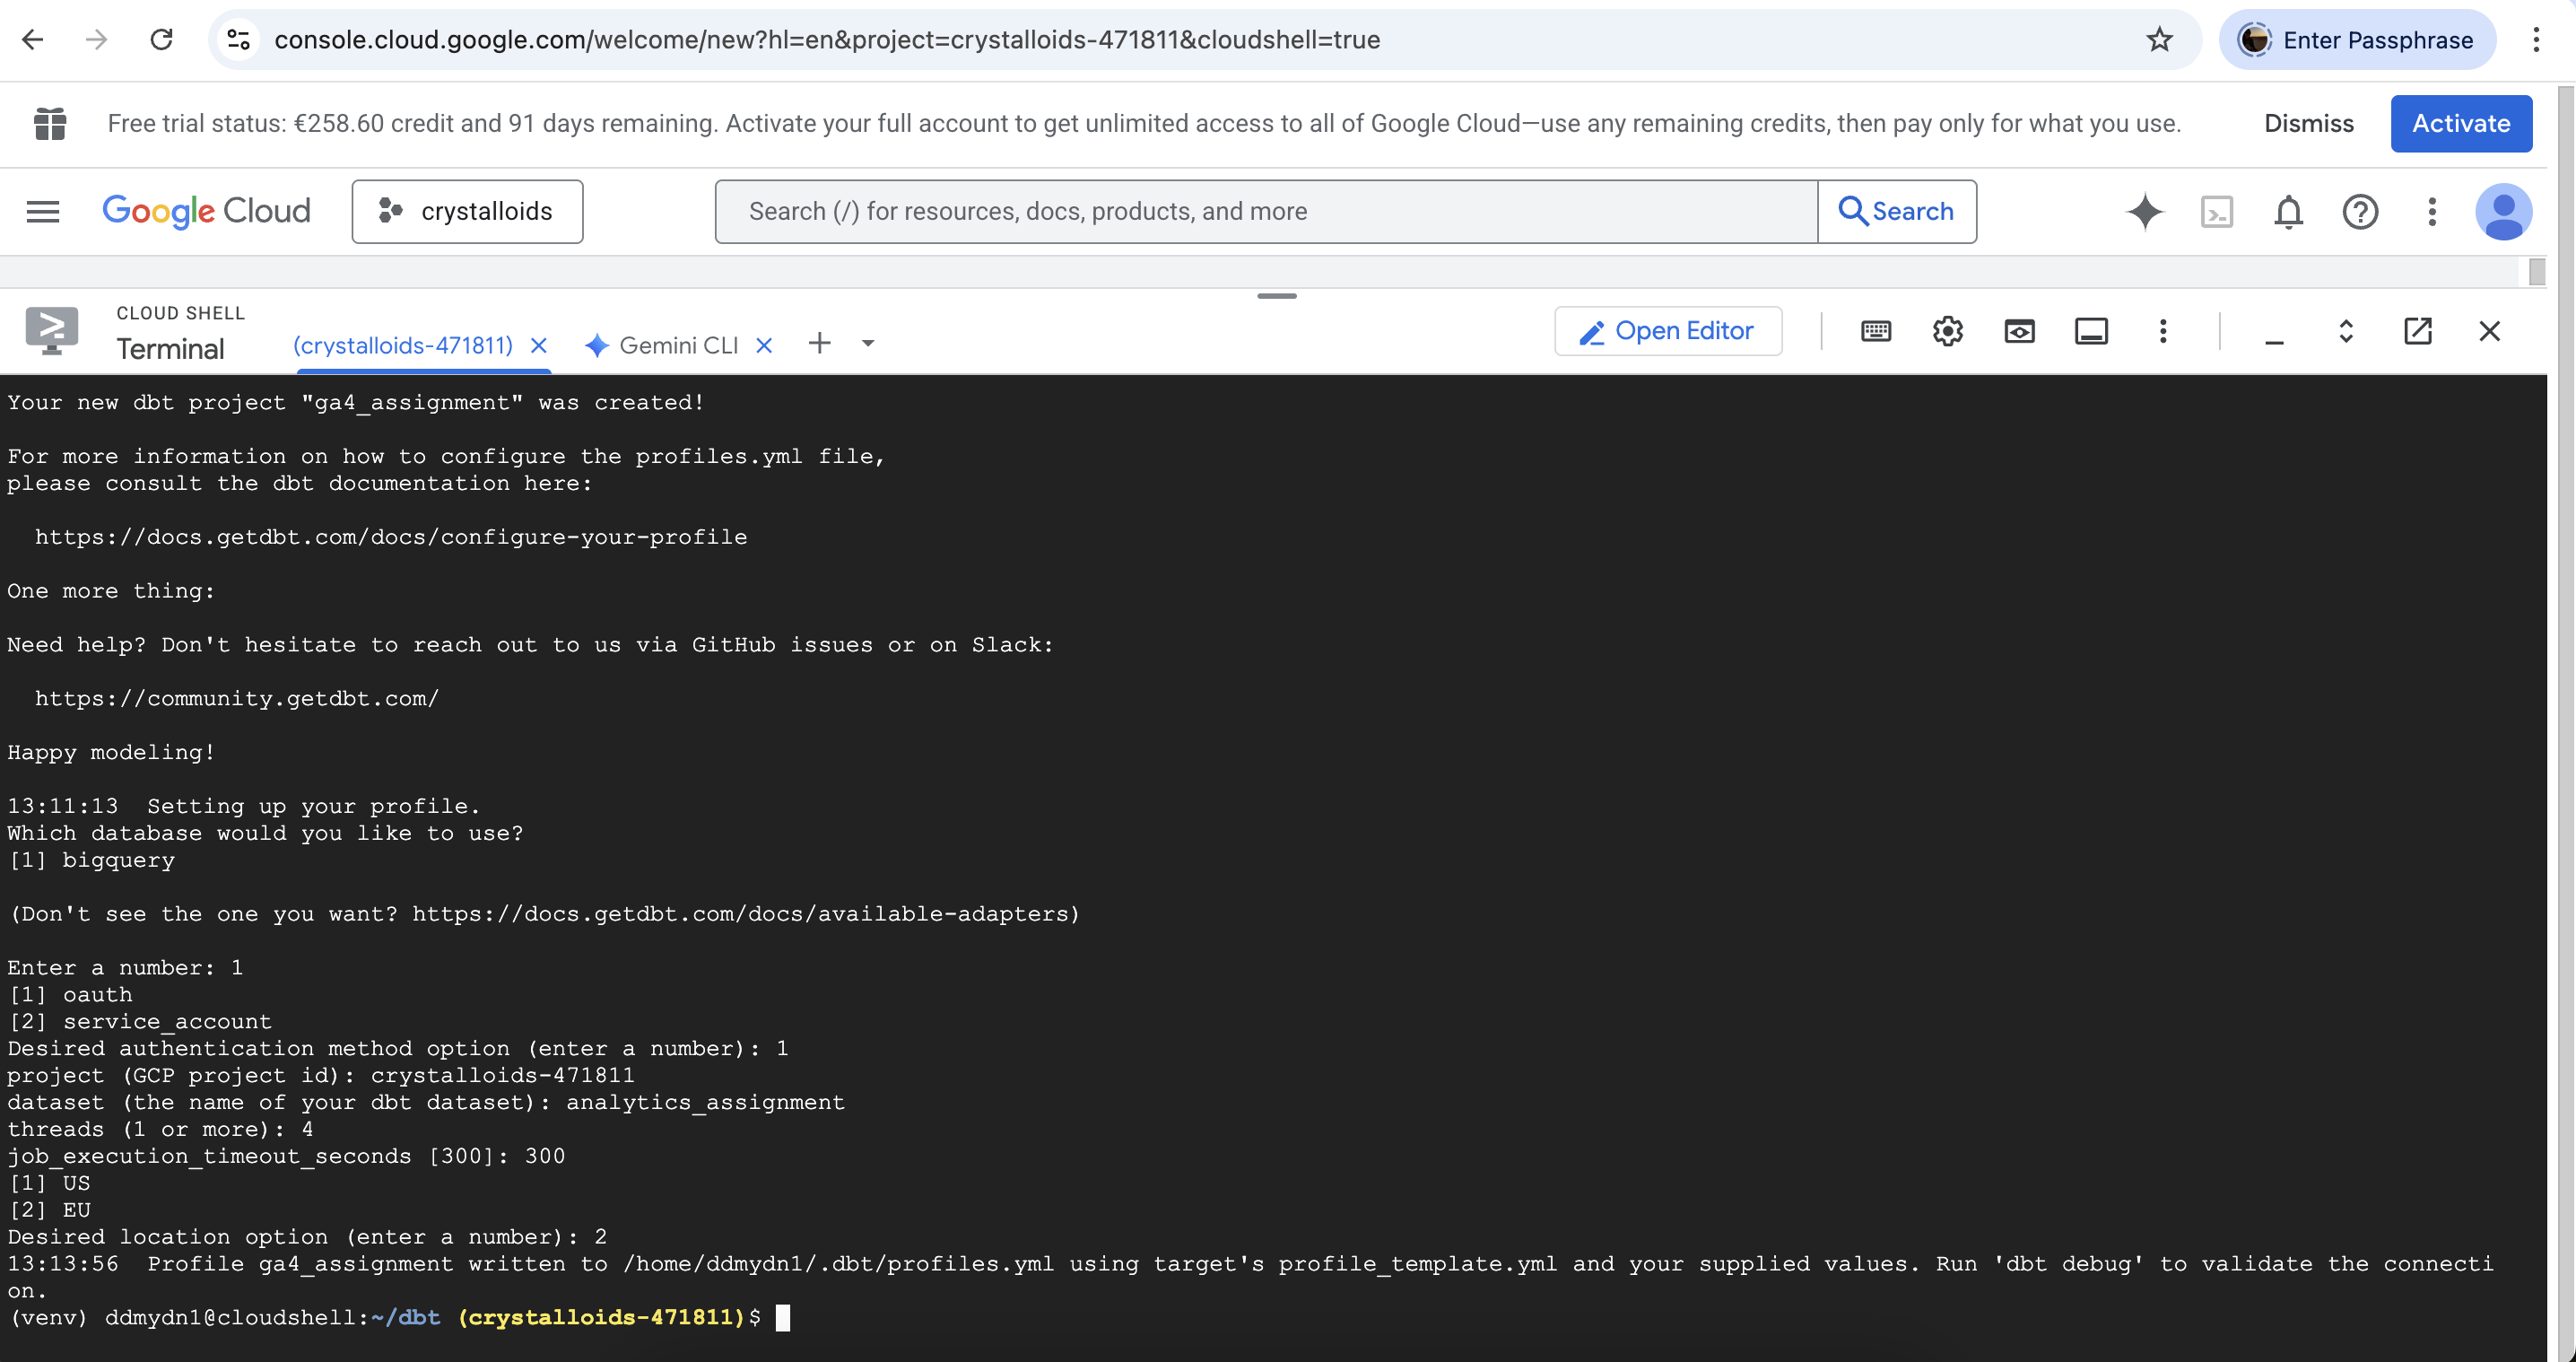 console.cloud.google.com/welcome/new?hl=en&project=crystalloids-471811&cloudshell=true
Enter Passphrase
Free trial status: €258.60 credit and 91 days remaining. Activate your full account to get unlimited access to all of Google Cloud—use any remaining credits, then pay only for what you use.
Dismiss
Activate
Google Cloud
crystalloids
Search (/) for resources, docs, products, and more
Search
CLOUD SHELL
Terminal
(crystalloids-471811)
Gemini CLI
Open Editor
Your new dbt project "ga4_assignment" was created!
For more information on how to configure the profiles.yml file,
please consult the dbt documentation here:
https://docs.getdbt.com/docs/configure-your-profile
One more thing:
Need help? Don't hesitate to reach out to us via GitHub issues or on Slack:
https://community.getdbt.com/
Happy modeling!
13:11:13  Setting up your profile.
Which database would you like to use?
[1] bigquery
(Don't see the one you want? https://docs.getdbt.com/docs/available-adapters)
Enter a number: 1
[1] oauth
[2] service_account
Desired authentication method option (enter a number): 1
project (GCP project id): crystalloids-471811
dataset (the name of your dbt dataset): analytics_assignment
threads (1 or more): 4
job_execution_timeout_seconds [300]: 300
[1] US
[2] EU
Desired location option (enter a number): 2
13:13:56  Profile ga4_assignment written to /home/ddmydn1/.dbt/profiles.yml using target's profile_template.yml and your supplied values. Run 'dbt debug' to validate the connecti
on.
(venv) ddmydn1@cloudshell:~/dbt (crystalloids-471811)$